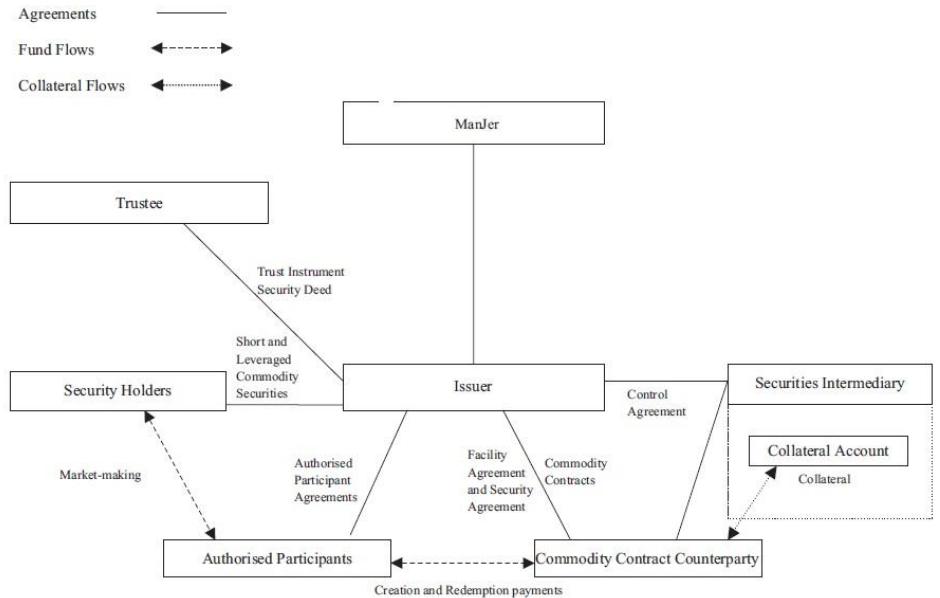 Agreements
Fund Flows
Collateral Flows
ManJer
Trustee
Trust Instrument
Security Deed
Short and
Leveraged
Commodity
Securities
Security Holders
Issuer
Securities Intermediary
Control
Agreement
Collateral Account
Collateral
Market-making
Authorised
Participant
Agreements
Facility
Agreement
and Security
Agreement
Commodity
Contracts
Authorised Participants
Commodity Contract Counterparty
Creation and Redemption payments